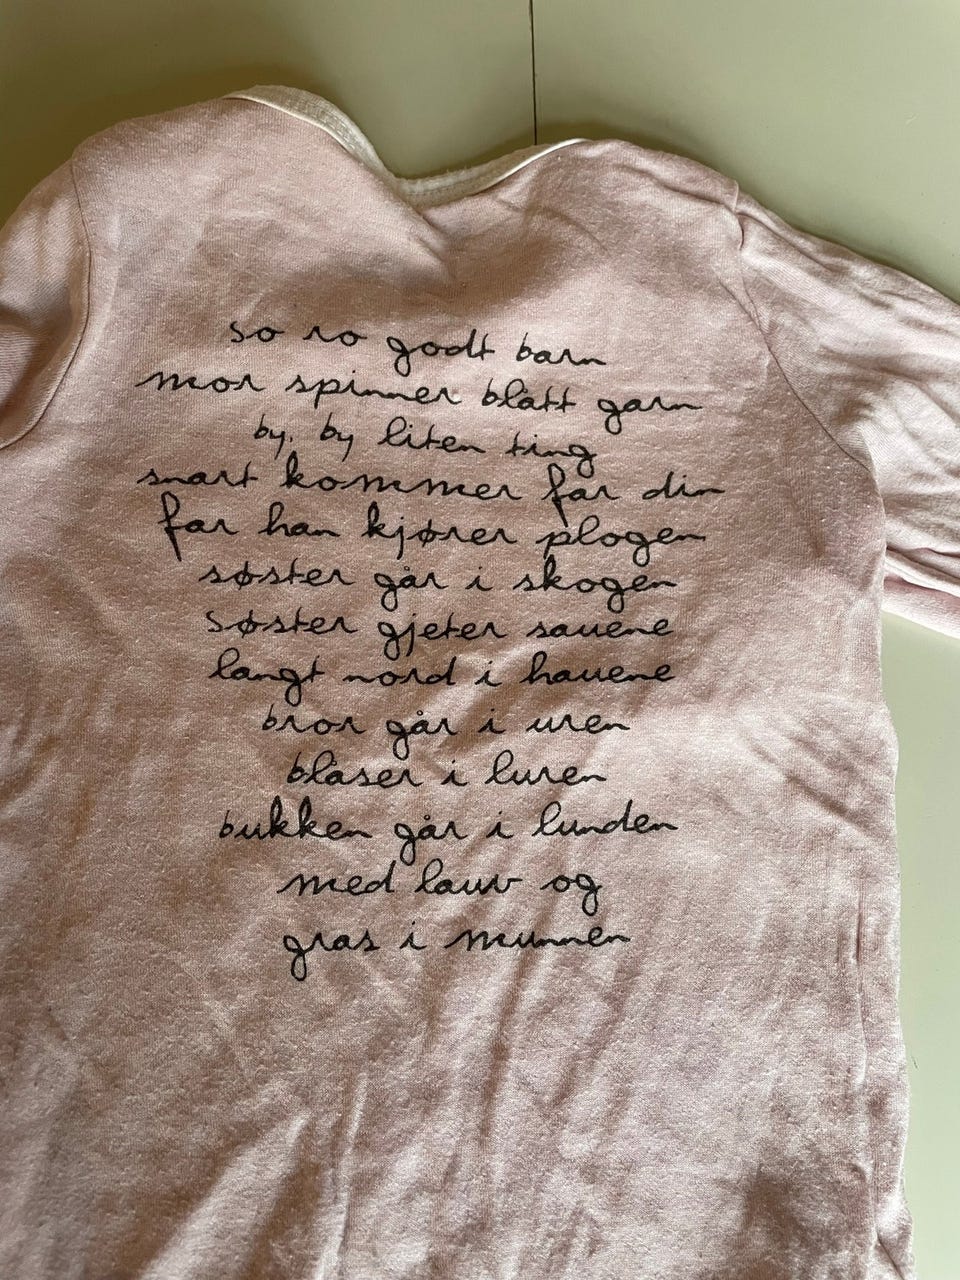 so ro godt barn
mor spinner blått garn
by, by liten ting
snart kommer far din
far han kjører plogen
søster går i skogen
søster gjeter sauene
langt nord i hauene
bror går i uren
blåser i luren
bukken går i lunden
med lauv og
gras i munnen